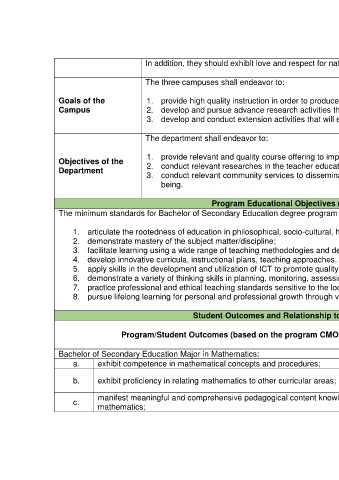 In addition, they should exhibit love and respect for nat
The three campuses shall endeavor to:
Goals of the
Campus
1. provide high quality instruction in order to produce
2. develop and pursue advance research activities th
3. develop and conduct extension activities that will e
The department shall endeavor to:
Objectives of the
Department
1. provide relevant and quality course offering to imp
2. conduct relevant researches in the teacher educat
3. conduct relevant community services to dissemina
being.
Program Educational Objectives (
The minimum standards for Bachelor of Secondary Education degree program
1. articulate the rootedness of education in philosophical, socio-cultural, h
2. demonstrate mastery of the subject matter/discipline;
3. facilitate learning using a wide range of teaching methodologies and de
4. develop innovative curricula, instructional plans, teaching approaches,
5. apply skills in the development and utilization of ICT to promote quality
6. demonstrate a variety of thinking skills in planning, monitoring, assessin
7. practice professional and ethical teaching standards sensitive to the loc
8. pursue lifelong learning for personal and professional growth through v
Student Outcomes and Relationship to
Program/Student Outcomes (based on the program CMO
Bachelor of Secondary Education Major in Mathematics:
a. exhibit competence in mathematical concepts and procedures;
b. exhibit proficiency in relating mathematics to other curricular areas;
c. manifest meaningful and comprehensive pedagogical content knowl
mathematics;